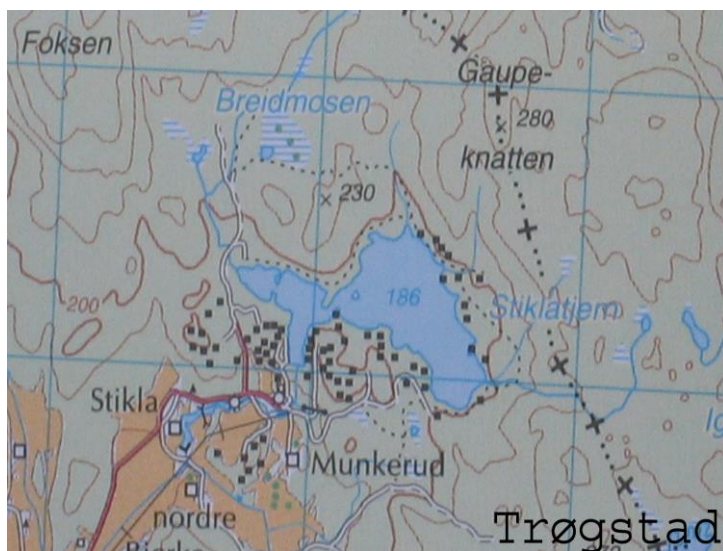 Foksen
Gaupe-
Breidmosen
280
knatten
230
186
200
Stiklatjern
Stikla
Munkerud
nordre
Trøgstad